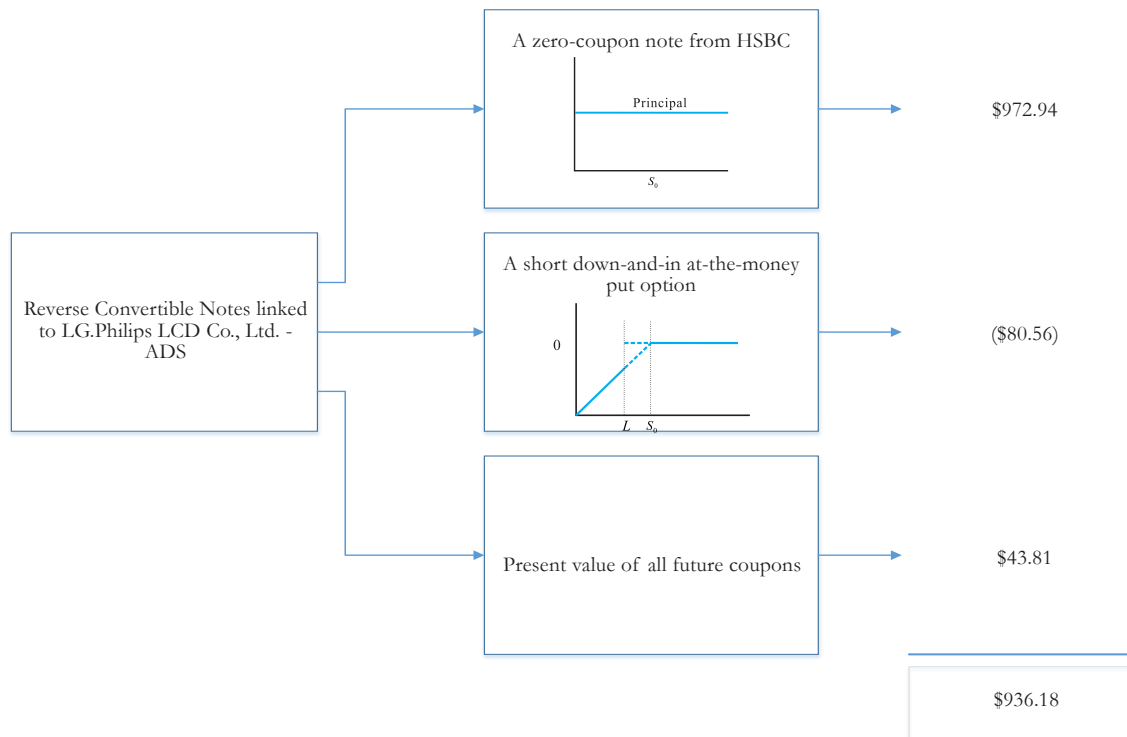 A zero-coupon note from HSBC
Principal
S₀
$972.94
Reverse Convertible Notes linked
to LG.Philips LCD Co., Ltd. -
ADS
A short down-and-in at-the-money
put option
0
L S₀
($80.56)
Present value of all future coupons
$43.81
$936.18